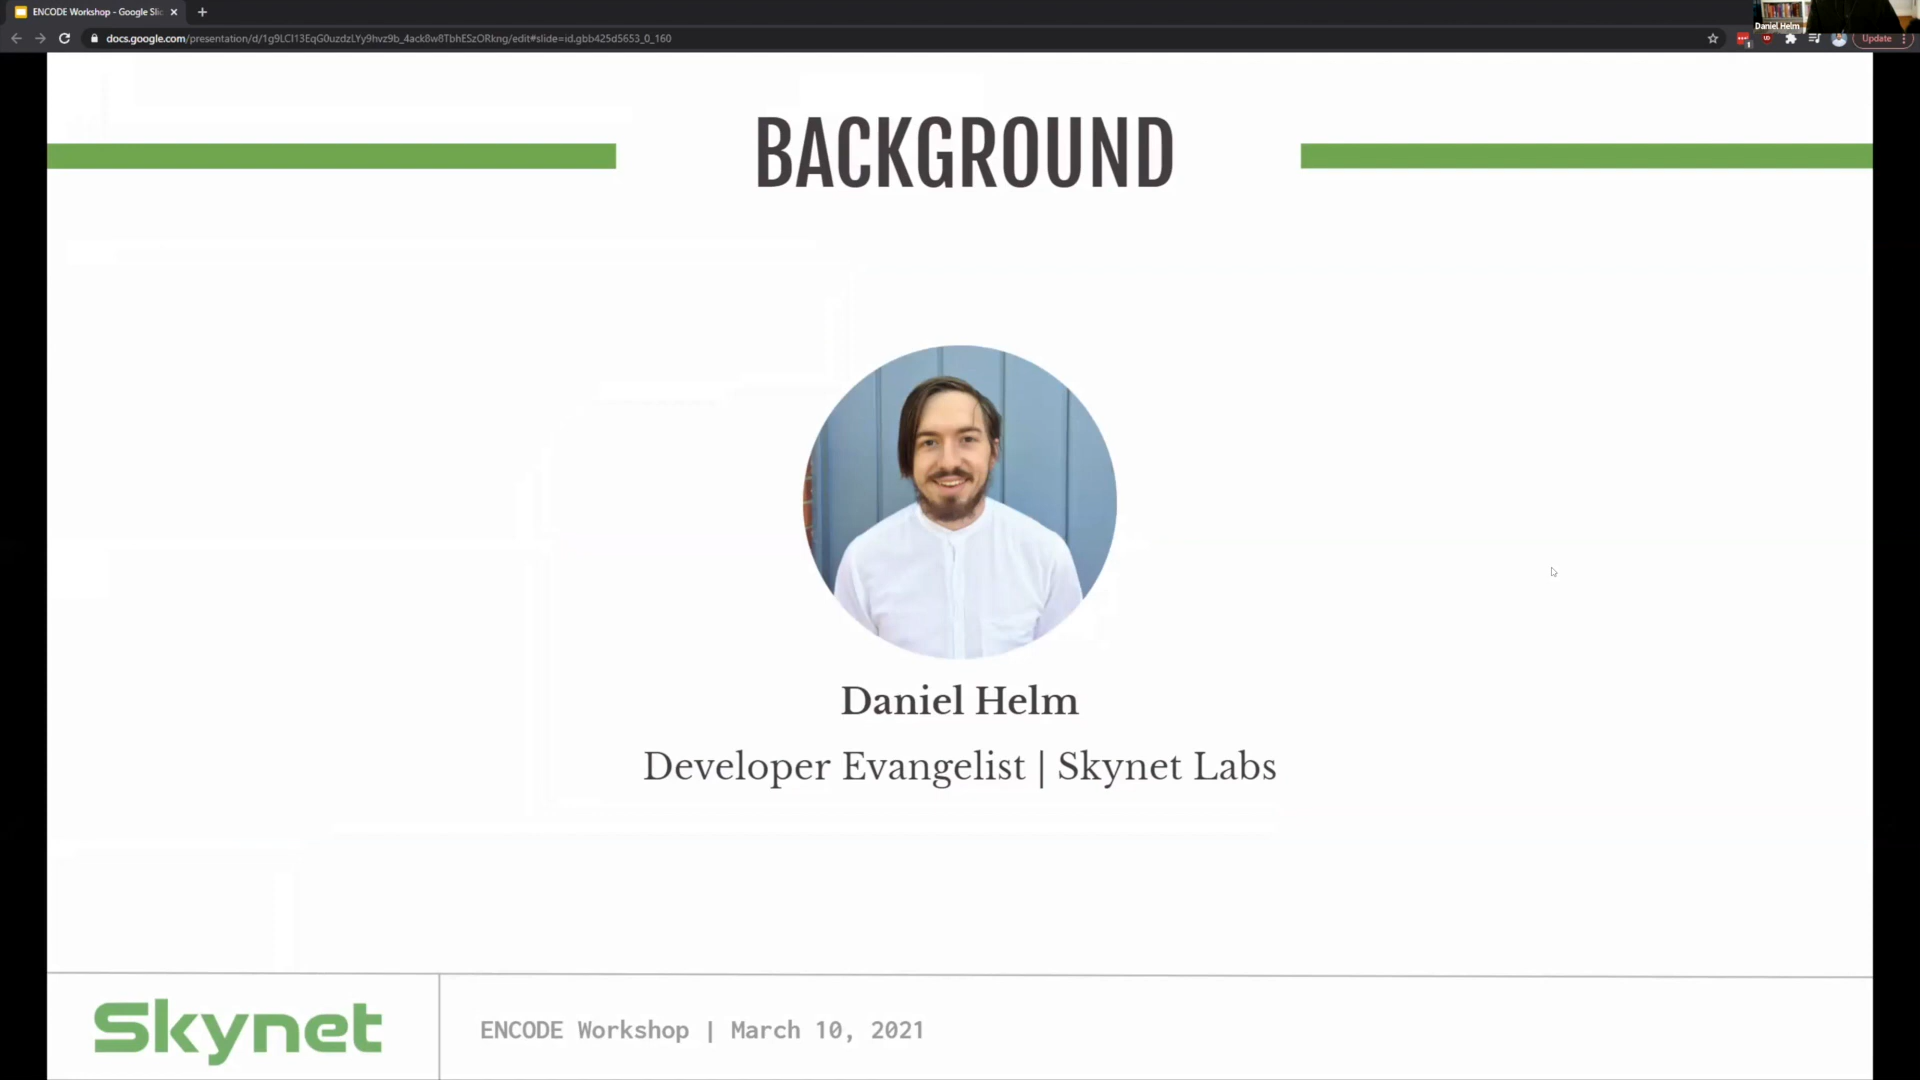 ENCODE Workshop - Google Sli
Daniel Helm
docs.google.com/presentation/d/1g9LCI13EqG0uzdzLYy9hvz9b_4ack8w8TbhESzORkng/edit#slide=id.gbb425d5653_0_160
Update
BACKGROUND
Daniel Helm
Developer Evangelist | Skynet Labs
Skynet
ENCODE Workshop | March 10, 2021